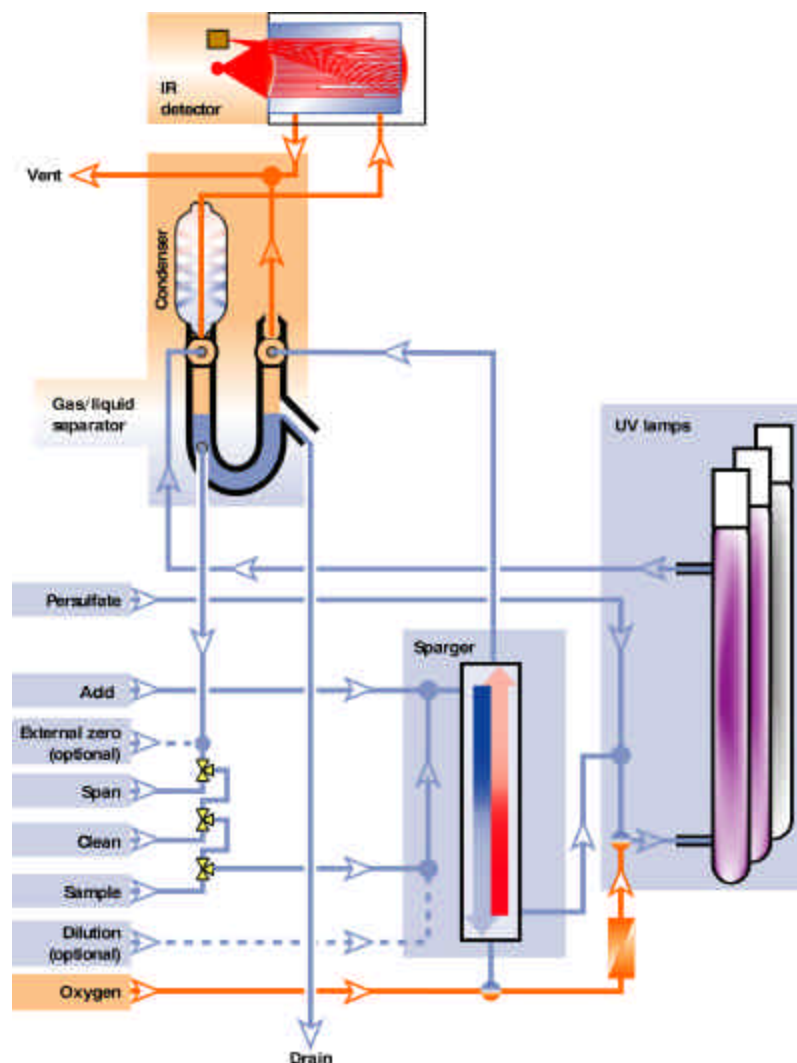 IR
detector
Vent
Condenser
Gas/liquid
separator
UV lamps
Persulfate
Sparger
Add
External zero
(optional)
Span
Clean
Sample
Dilution
(optional)
Oxygen
Drain